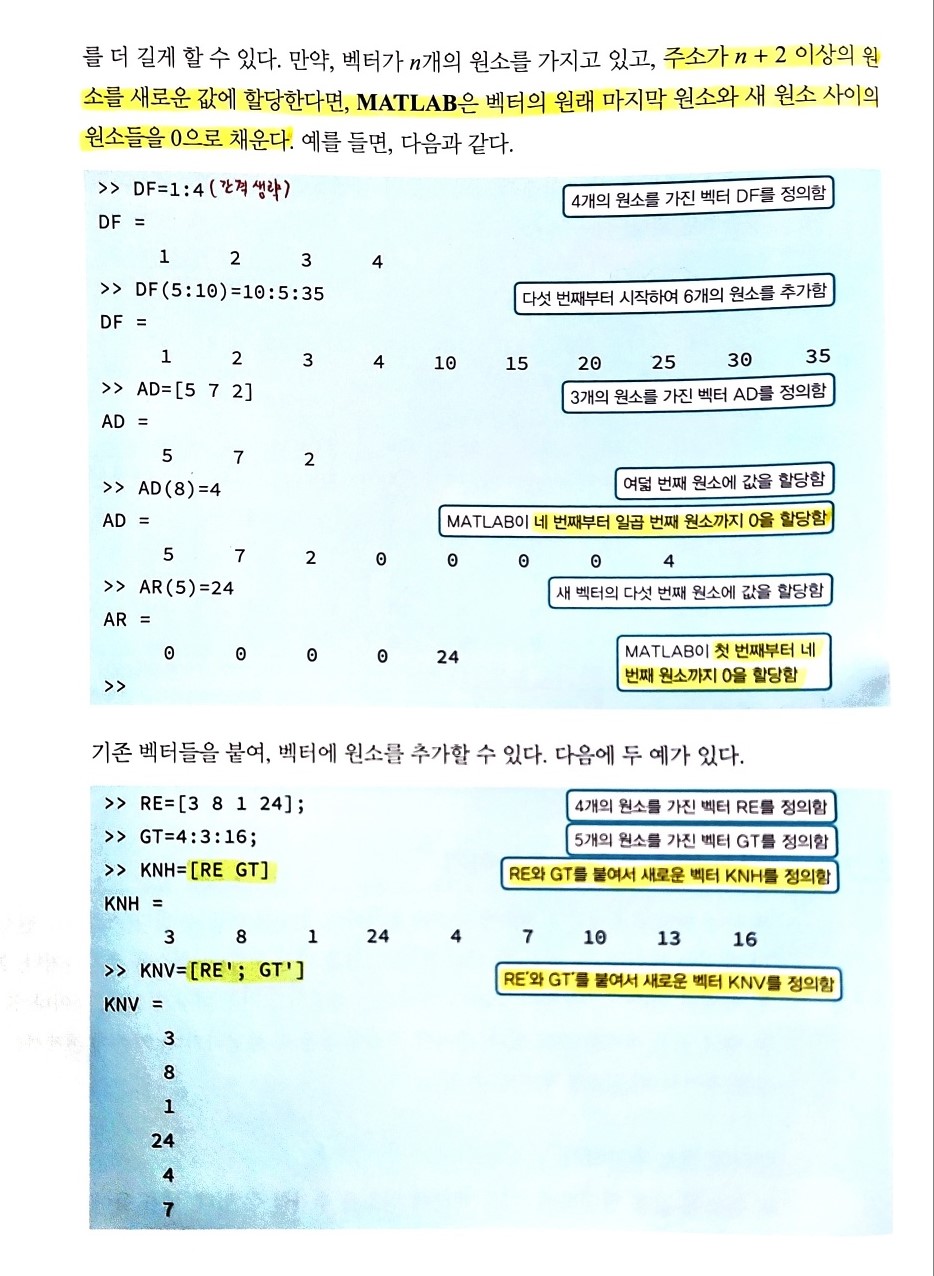 를 더 길게 할 수 있다. 만약, 벡터가 n개의 원소를 가지고 있고, 주소가 n + 2 이상의 원
소를 새로운 값에 할당한다면, MATLAB은 벡터의 원래 마지막 원소와 새 원소 사이의
원소들을 0으로 채운다. 예를 들면, 다음과 같다.
>> DF=1:4 (간격 생략) 4개의 원소를 가진 벡터 DF를 정의함
DF =
1 2 3 4
>> DF(5:10)=10:5:35 다섯 번째부터 시작하여 6개의 원소를 추가함
DF =
1 2 3 4 10 15 20 25 30 35
>> AD=[5 7 2] 3개의 원소를 가진 벡터 AD를 정의함
AD =
5 7 2
>> AD(8)=4 여덟 번째 원소에 값을 할당함
AD = MATLAB이 네 번째부터 일곱 번째 원소까지 0을 할당함
5 7 2 0 0 0 0 4
>> AR(5)=24 새 벡터의 다섯 번째 원소에 값을 할당함
AR =
0 0 0 0 24 MATLAB이 첫 번째부터 네
번째 원소까지 0을 할당함
>>
기존 벡터들을 붙여, 벡터에 원소를 추가할 수 있다. 다음에 두 예가 있다.
>> RE=[3 8 1 24]; 4개의 원소를 가진 벡터 RE를 정의함
>> GT=4:3:16; 5개의 원소를 가진 벡터 GT를 정의함
>> KNH=[RE GT] RE와 GT를 붙여서 새로운 벡터 KNH를 정의함
KNH =
3 8 1 24 4 7 10 13 16
>> KNV=[RE'; GT'] RE'와 GT'를 붙여서 새로운 벡터 KNV를 정의함
KNV =
3
8
1
24
4
7